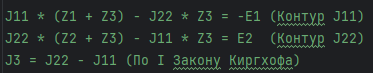 J11 * (Z1 + Z3) - J22 * Z3 = -E1 (Контур J11)
J22 * (Z2 + Z3) - J11 * Z3 = E2  (Контур J22)
J3 = J22 - J11 (По I Закону Киргхофа)